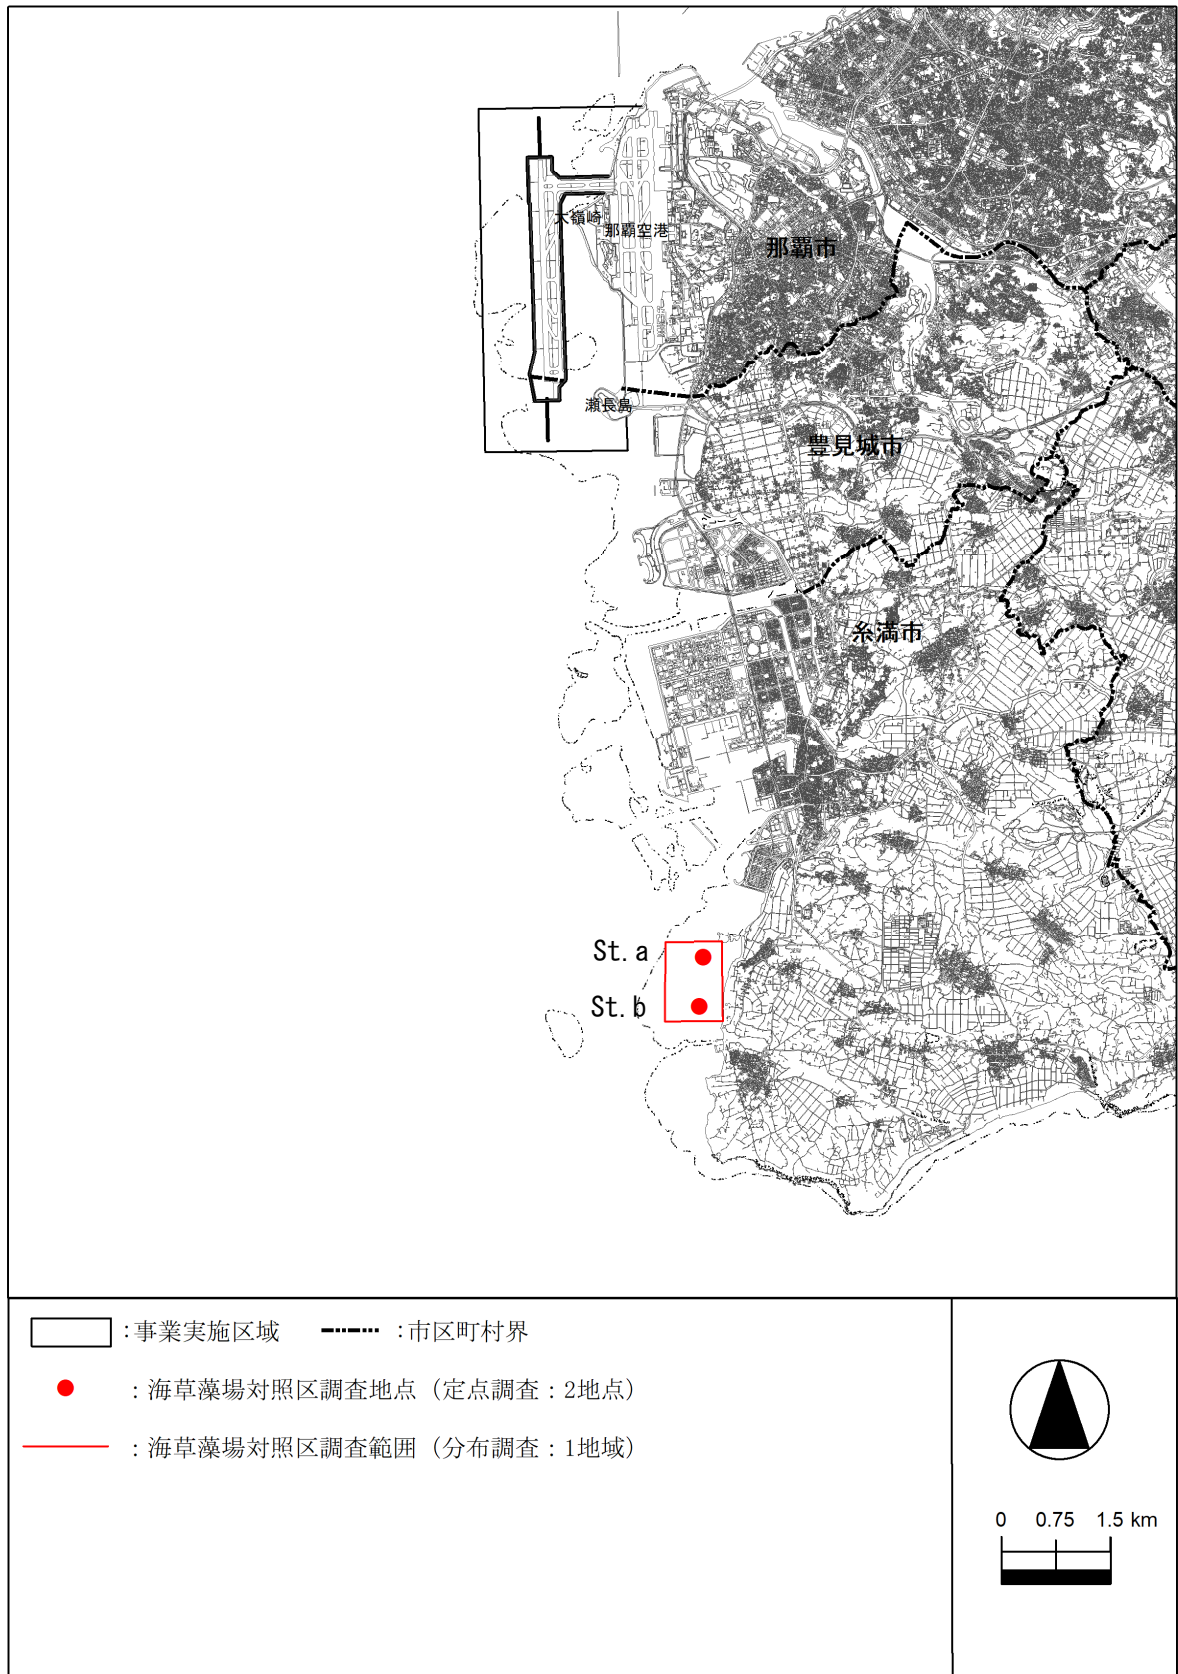 大嶺崎
那覇空港
那覇市
瀬長島
豊見城市
糸満市
St. a
St. b
:事業実施区域
:市区町村界
:海草藻場対照区調査地点（定点調査:2地点）
:海草藻場対照区調査範囲（分布調査:1地域）
0 0.75 1.5 km